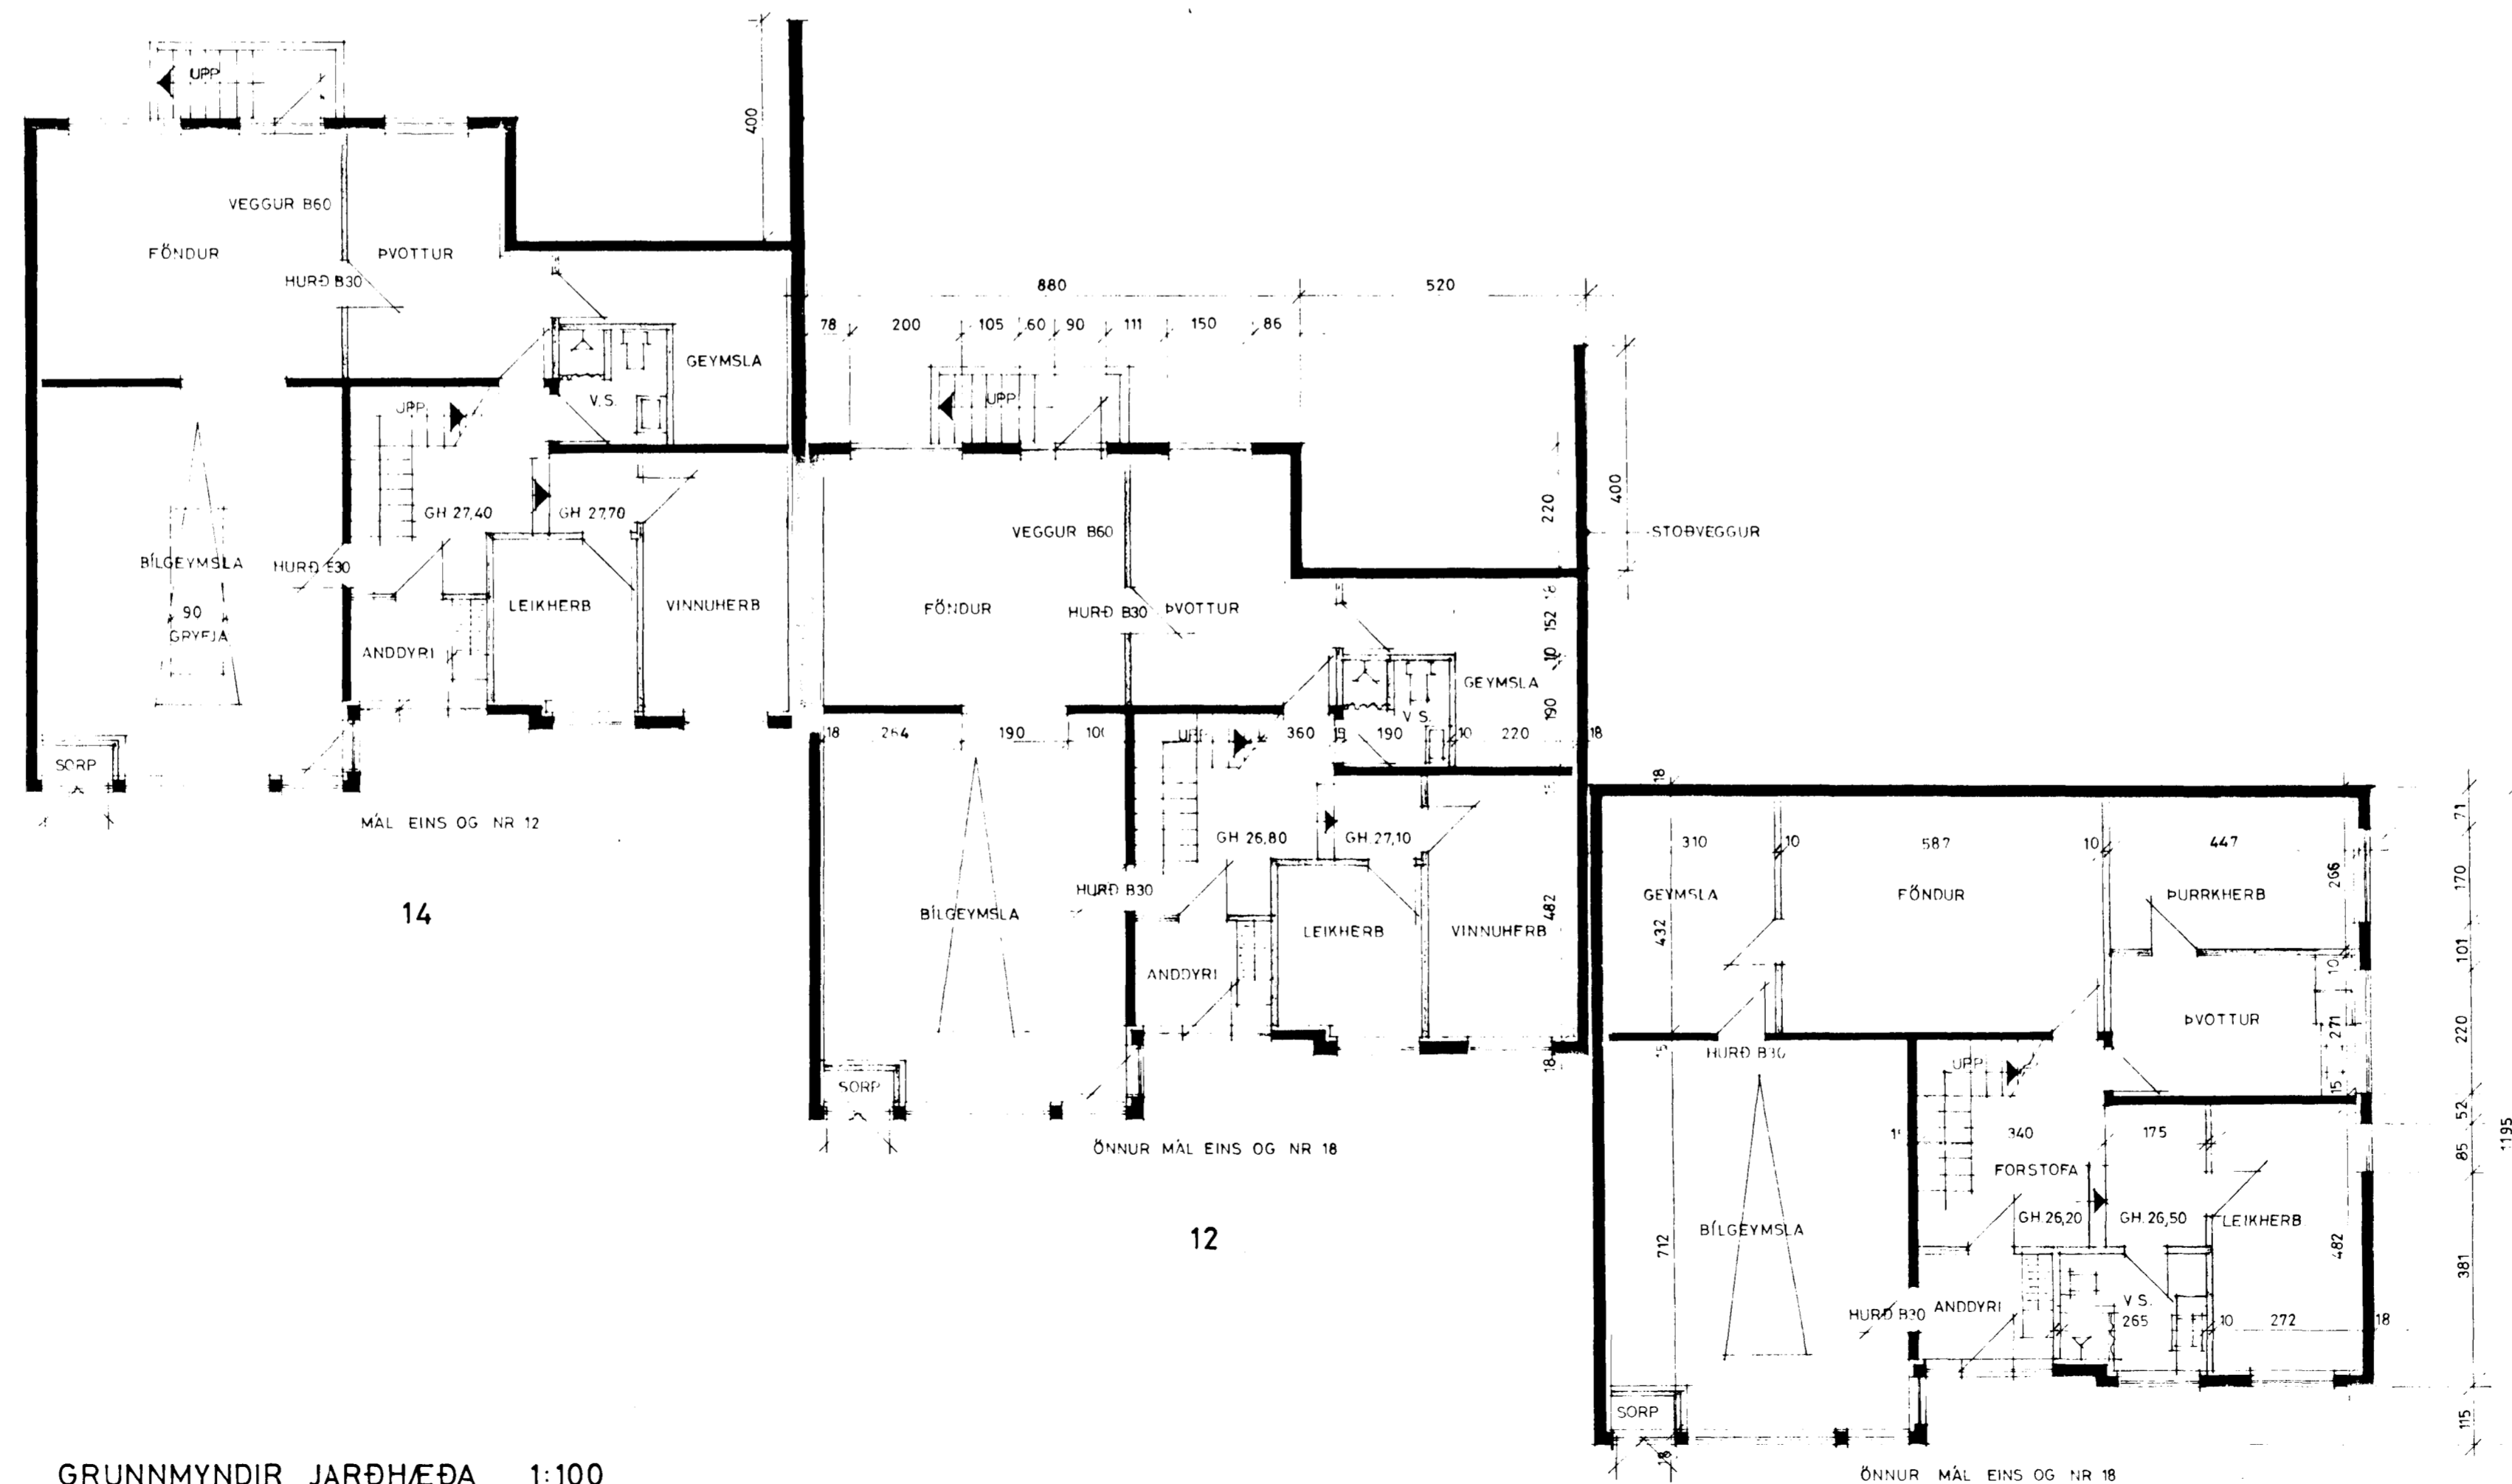 UPP
VEGGUR B60
FÖNDUR
ÞVOTTUR
HURÐ B30
GEYMSLA
UPP
V.S.
GH 27,40
GH 27,70
BÍLGEYMSLA
HURÐ B30
LEIKHERB
VINNUHERB
90
GRYFJA
ANDDYRI
SORP
MÁL EINS OG NR 12
14
400
880
520
78
200
105
60
90
111
150
86
UPP
220
400
STOÐVEGGUR
VEGGUR B60
FÖNDUR
HURÐ B30
ÞVOTTUR
18
152
10
190
GEYMSLA
V.S.
18
264
190
UPP
360
190
10
220
18
GH 26,80
GH 27,10
HURÐ B30
BÍLGEYMSLA
LEIKHERB
VINNUHERB
482
ANDDYRI
SORP
18
ÖNNUR MÁL EINS OG NR 18
12
18
310
10
587
10
447
266
GEYMSLA
FÖNDUR
ÞURRKHERB
432
10
ÞVOTTUR
271
15
HURÐ B30
UPP
340
175
FORSTOFA
GH.26,20
GH.26,50
LEIKHERB
BÍLGEYMSLA
712
482
HURÐ B30
ANDDYRI
V.S.
265
10
272
18
SORP
18
71
170
101
220
52
85
381
115
1195
ÖNNUR MÁL EINS OG NR 18
GRUNNMYNDIR JARÐHÆÐA 1:100